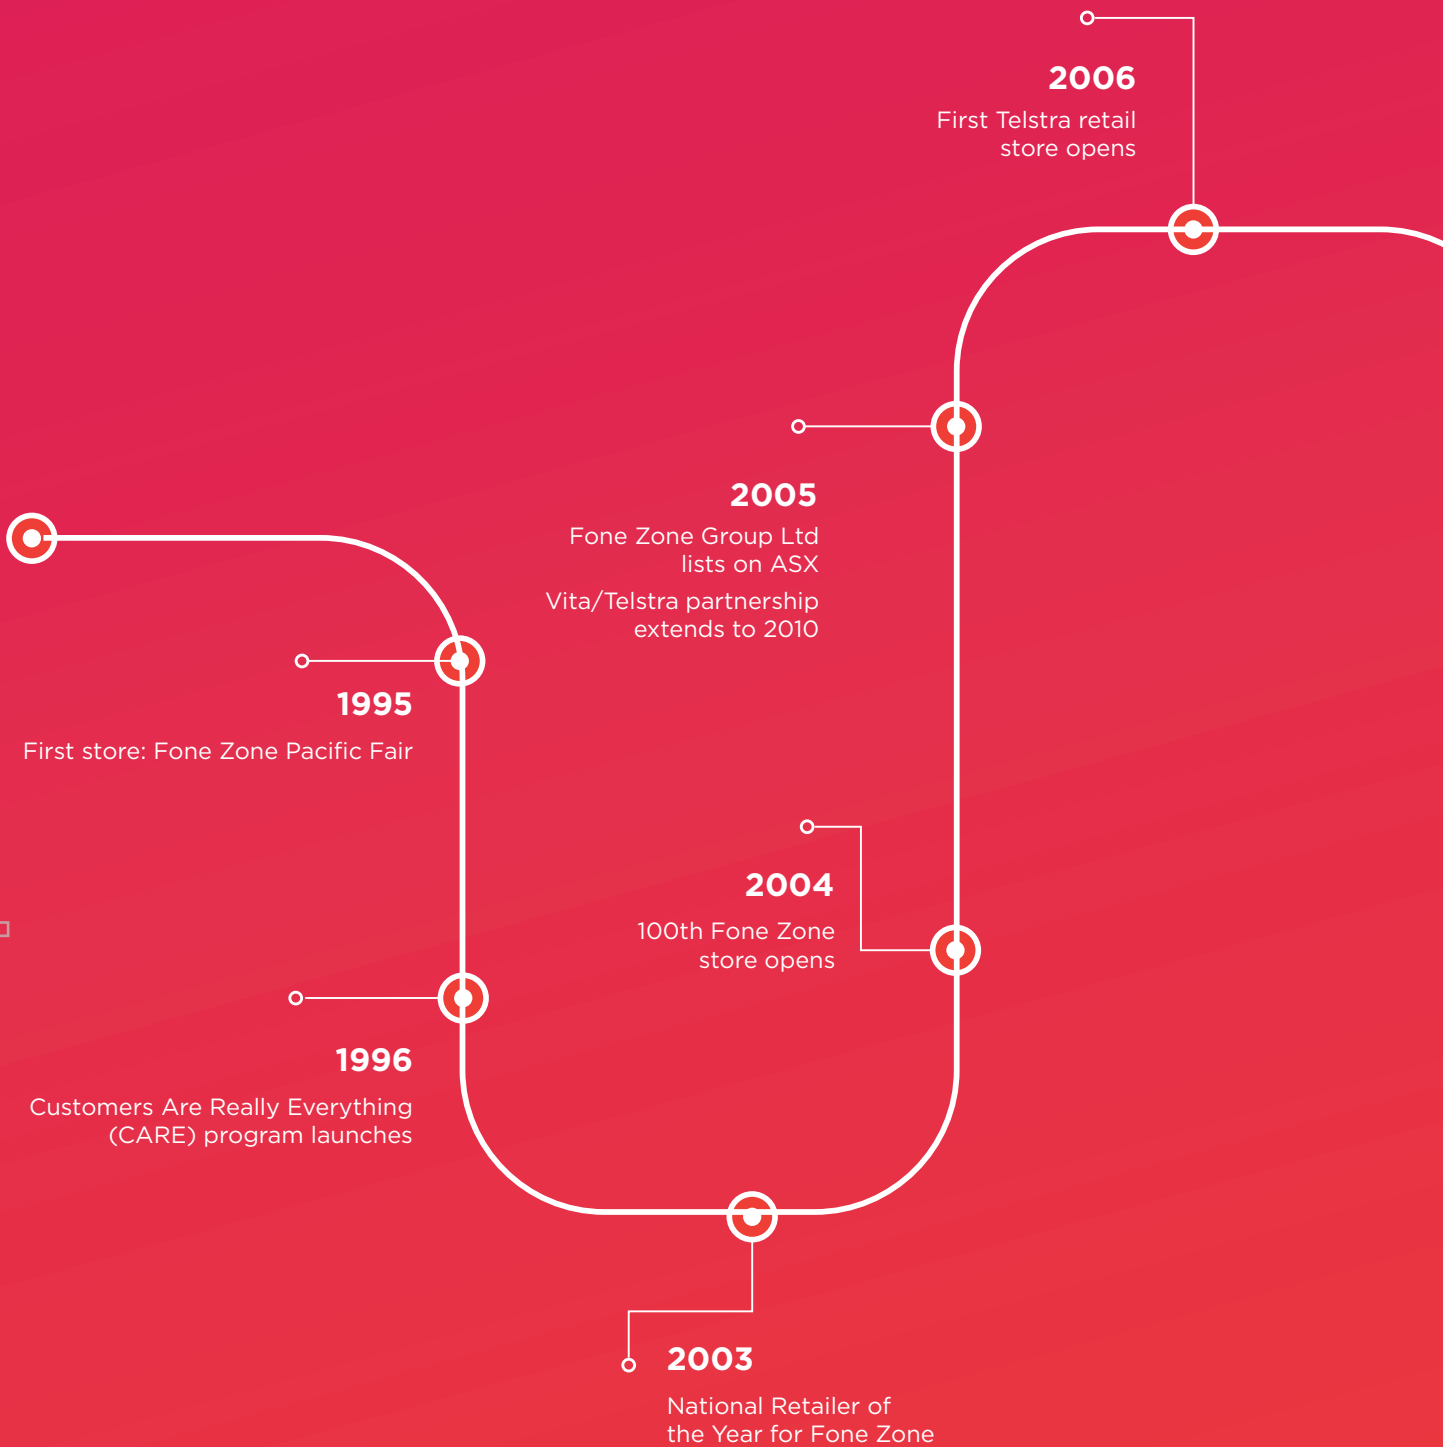 1995
First store: Fone Zone Pacific Fair
1996
Customers Are Really Everything
(CARE) program launches
2003
National Retailer of
the Year for Fone Zone
2004
100th Fone Zone
store opens
2005
Fone Zone Group Ltd
lists on ASX
Vita/Telstra partnership
extends to 2010
2006
First Telstra retail
store opens